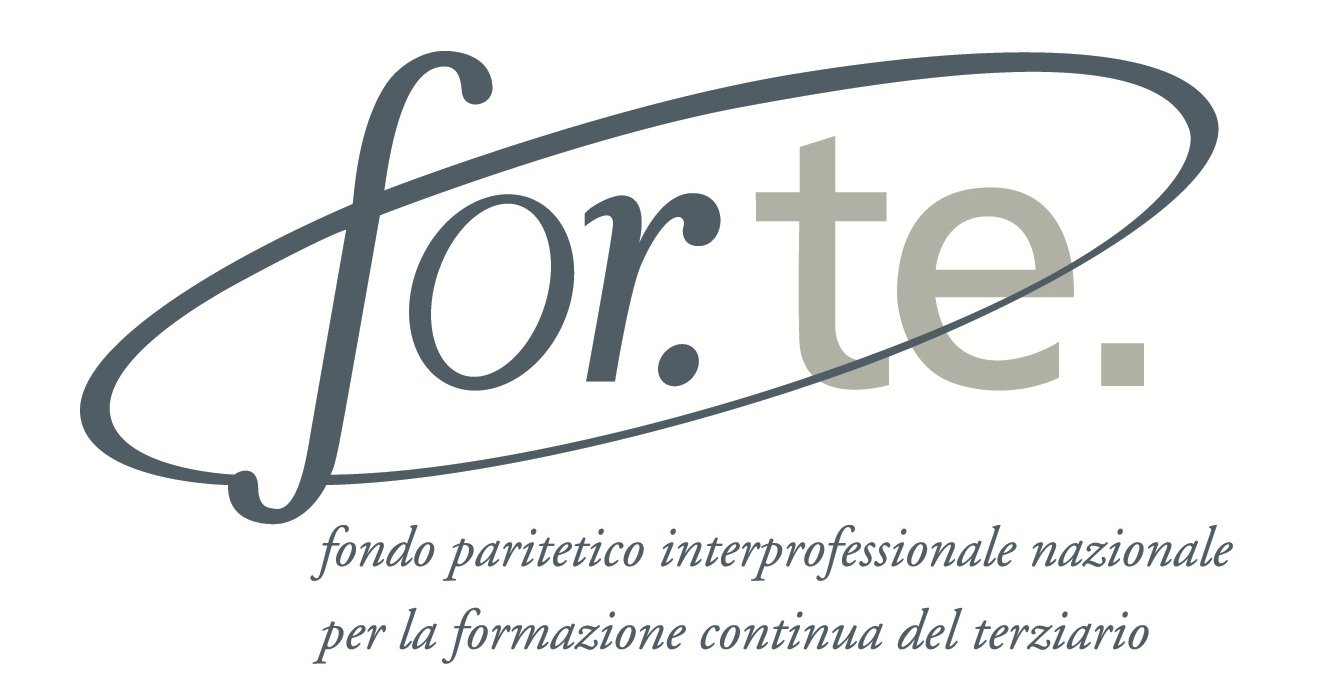 for.te.
fondo paritetico interprofessionale nazionale
per la formazione continua del terziario